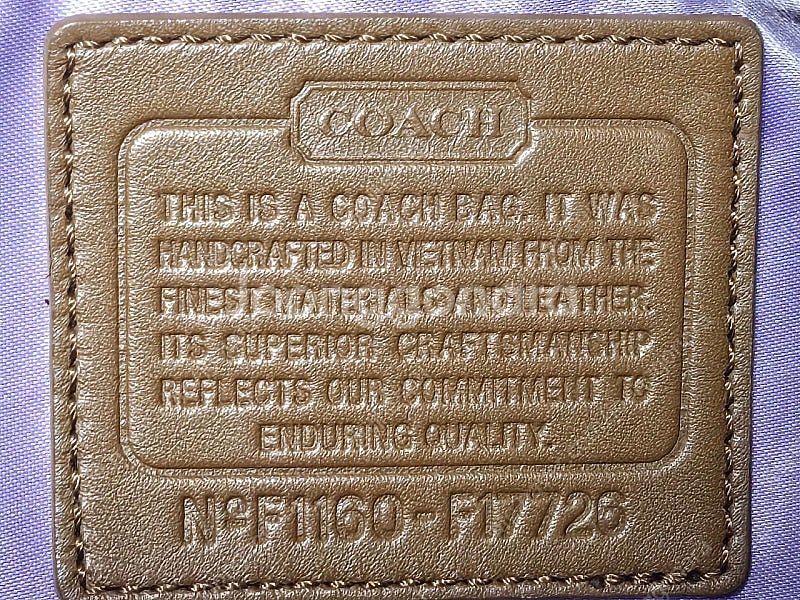 COACH
THIS IS A COACH BAG. IT WAS
HANDCRAFTED IN VIETNAM FROM THE
FINEST MATERIALS AND LEATHER.
ITS SUPERIOR CRAFTSMANSHIP
REFLECTS OUR COMMITMENT TO
ENDURING QUALITY.
Nº F1160-F17726